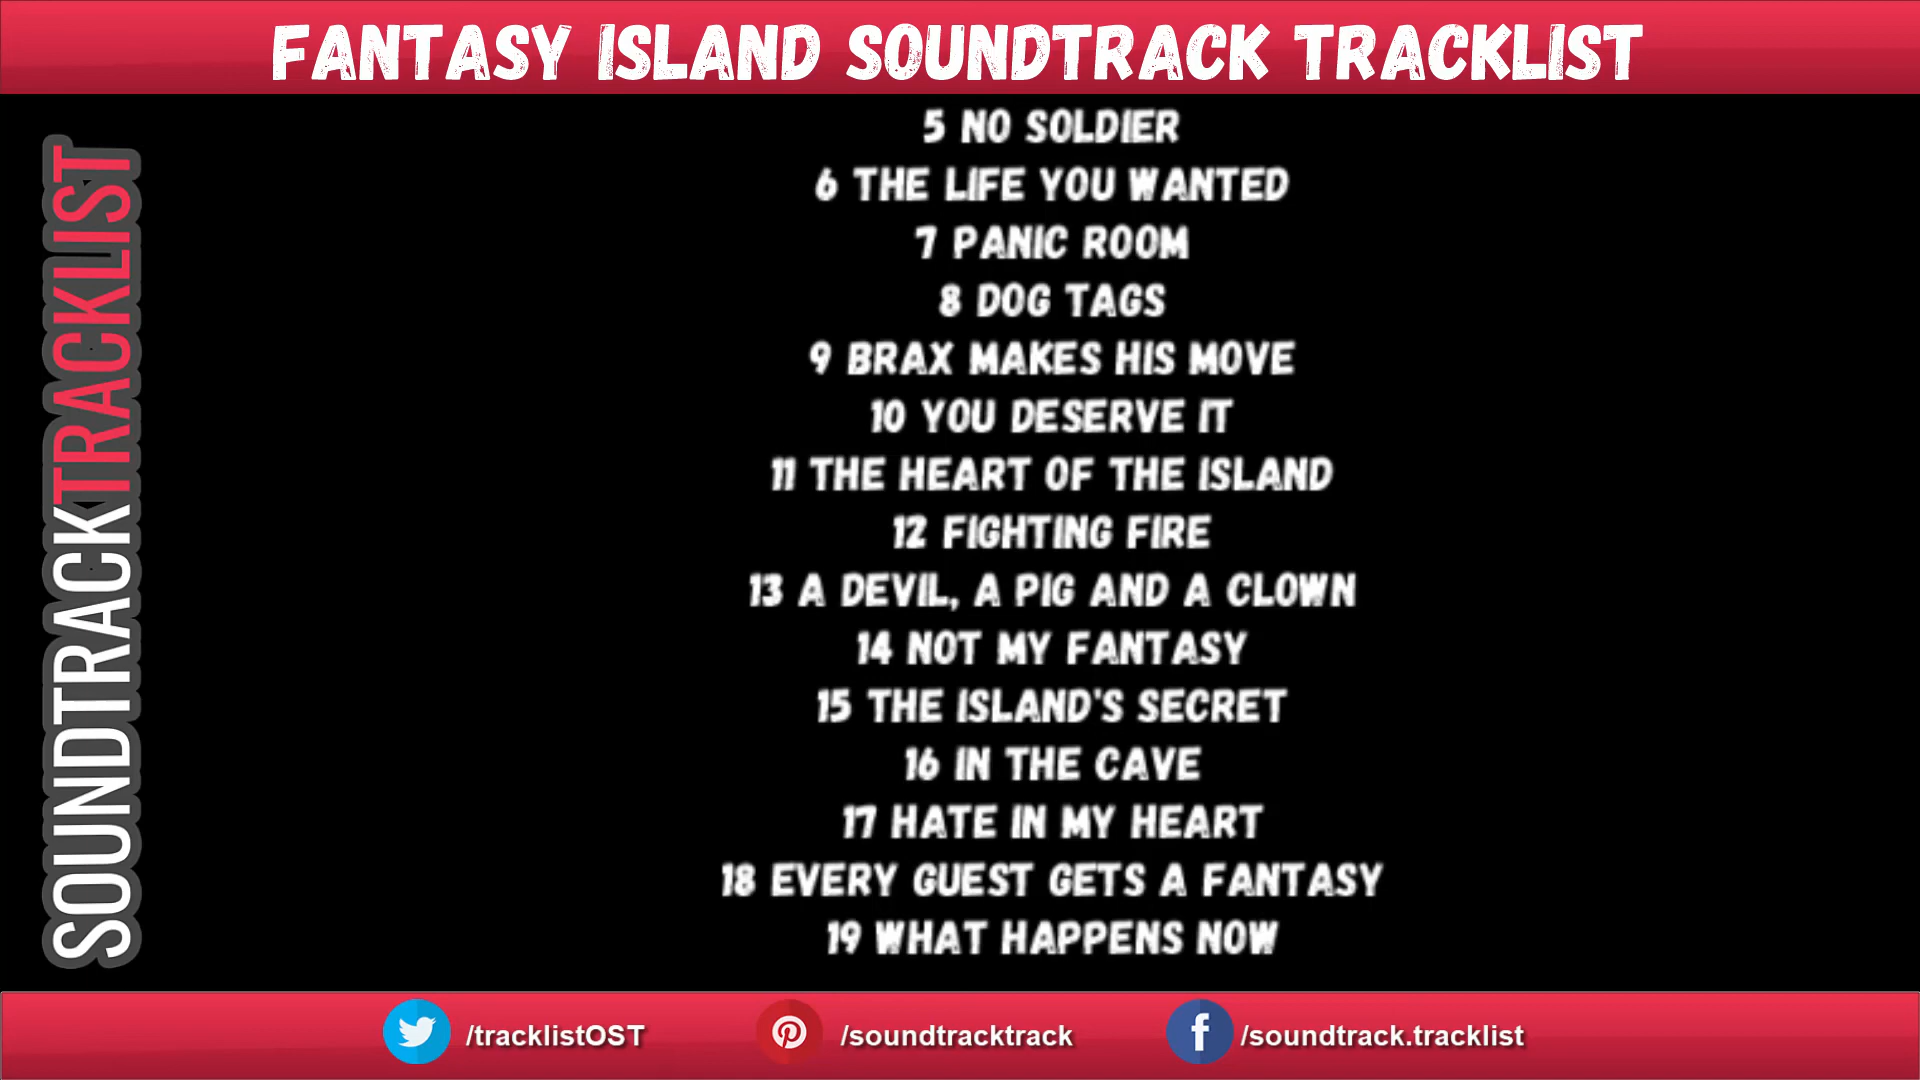 FANTASY ISLAND SOUNDTRACK TRACKLIST
SOUNDTRACKTRACKLIST
5 NO SOLDIER
6 THE LIFE YOU WANTED
7 PANIC ROOM
8 DOG TAGS
9 BRAX MAKES HIS MOVE
10 YOU DESERVE IT
11 THE HEART OF THE ISLAND
12 FIGHTING FIRE
13 A DEVIL, A PIG AND A CLOWN
14 NOT MY FANTASY
15 THE ISLAND'S SECRET
16 IN THE CAVE
17 HATE IN MY HEART
18 EVERY GUEST GETS A FANTASY
19 WHAT HAPPENS NOW
/tracklistOST /soundtracktrack /soundtrack.tracklist